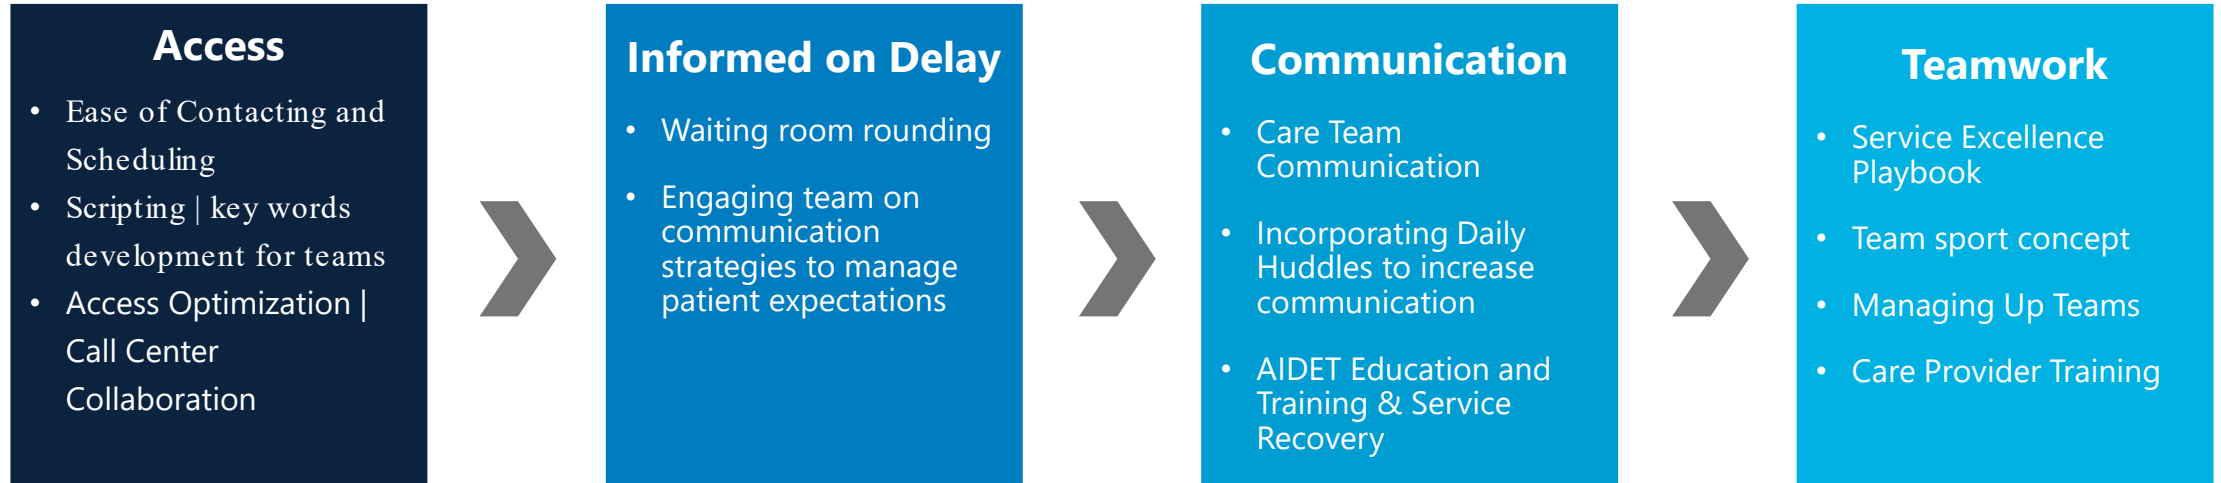 Access
• Ease of Contacting and
Scheduling
• Scripting | key words
development for teams
• Access Optimization |
Call Center
Collaboration
Informed on Delay
• Waiting room rounding
• Engaging team on
communication
strategies to manage
patient expectations
Communication
• Care Team
Communication
• Incorporating Daily
Huddles to increase
communication
• AIDET Education and
Training & Service
Recovery
Teamwork
• Service Excellence
Playbook
• Team sport concept
• Managing Up Teams
• Care Provider Training